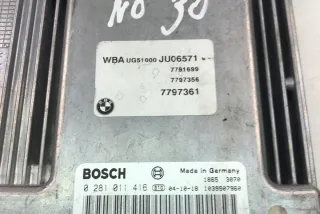 NO 30
WBA UG51000 JU06571
7791699
7797356
7797361
BOSCH
Made in Germany
1665 3070
0 281 011 416 04-10-18 1039S07960